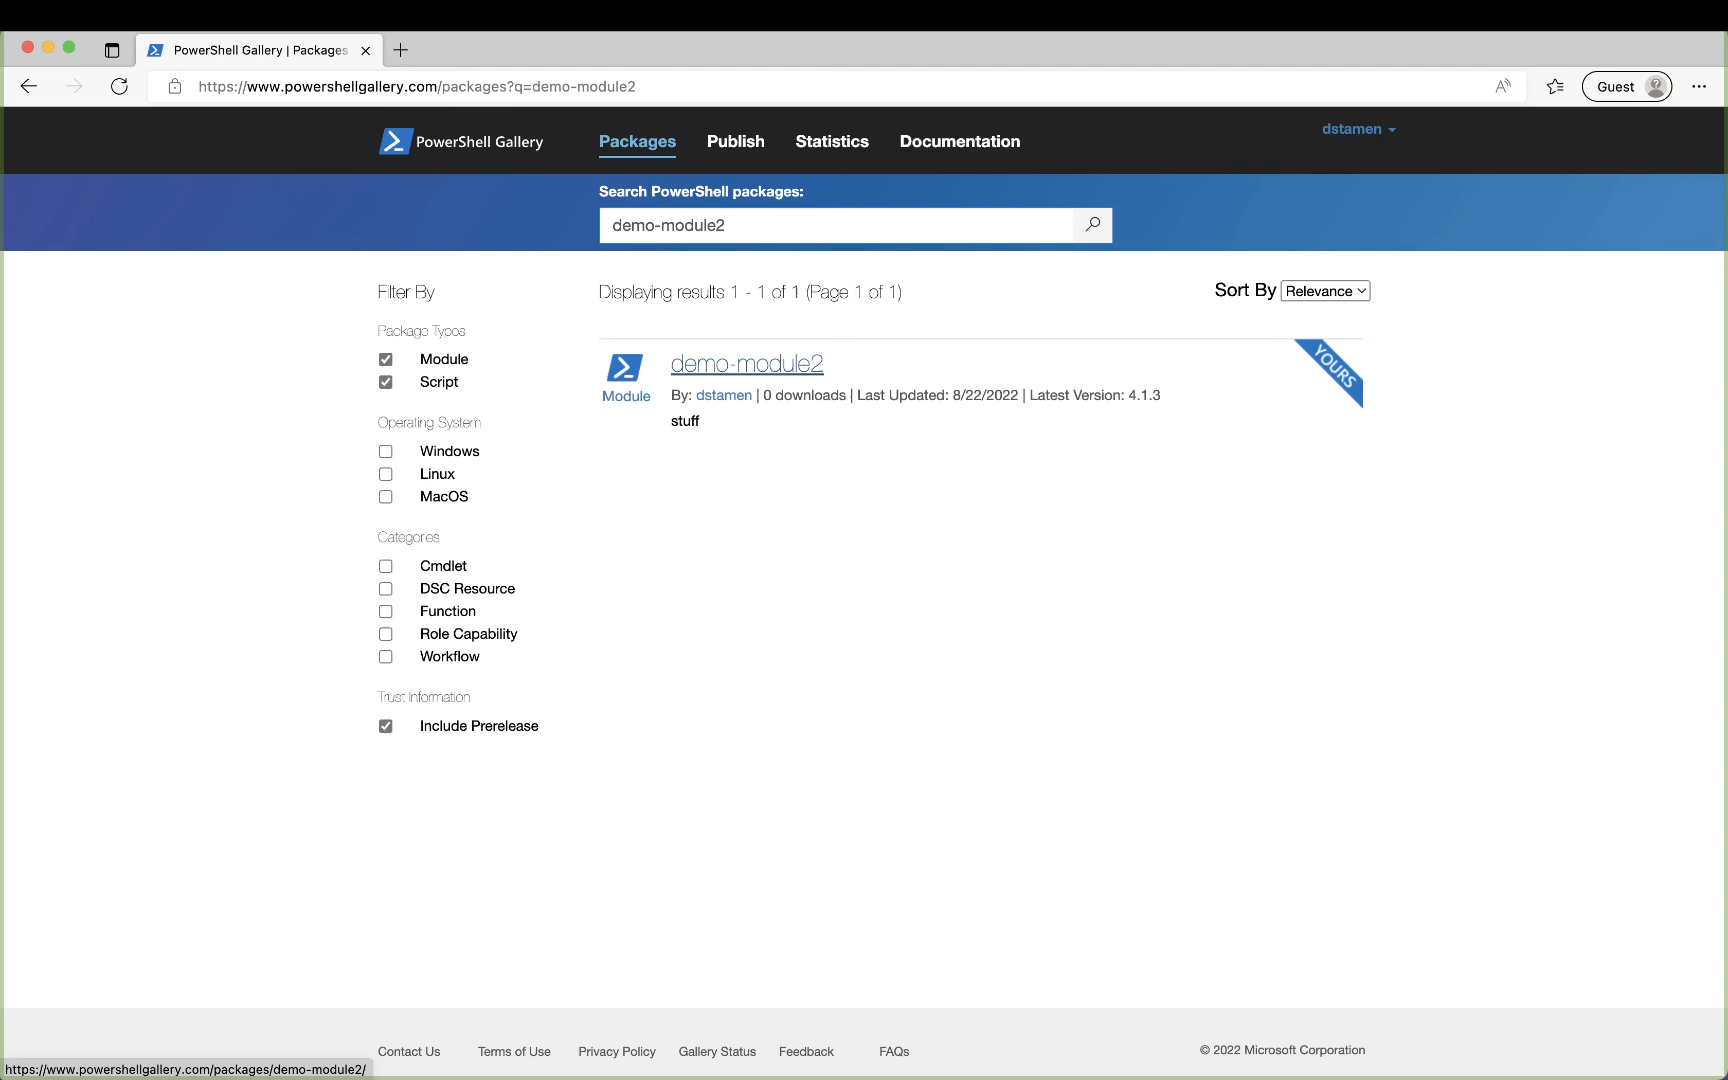 PowerShell Gallery | Packages
https://www.powershellgallery.com/packages?q=demo-module2
Guest
PowerShell Gallery
Packages
Publish
Statistics
Documentation
dstamen
Search PowerShell packages:
demo-module2
Filter By
Displaying results 1 - 1 of 1 (Page 1 of 1)
Sort By Relevance
Package Types
Module
Script
Operating System
Windows
Linux
MacOS
Categories
Cmdlet
DSC Resource
Function
Role Capability
Workflow
Trust Information
Include Prerelease
demo-module2
Module
By: dstamen | 0 downloads | Last Updated: 8/22/2022 | Latest Version: 4.1.3
stuff
YOURS
Contact Us
Terms of Use
Privacy Policy
Gallery Status
Feedback
FAQs
© 2022 Microsoft Corporation
https://www.powershellgallery.com/packages/demo-module2/